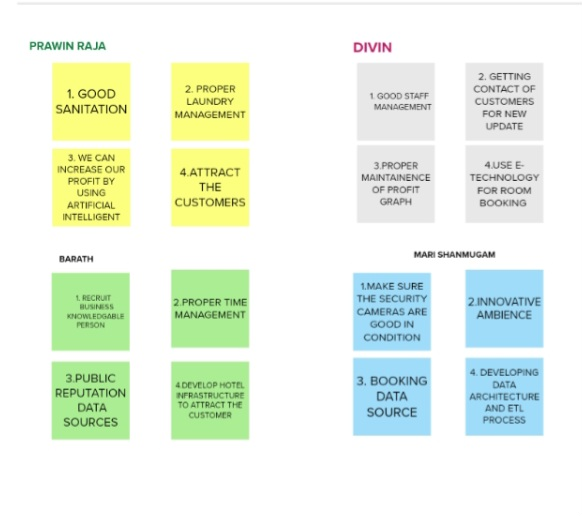 PRAWIN RAJA
1. GOOD
SANITATION
2. PROPER
LAUNDRY
MANAGEMENT
3. WE CAN
INCREASE OUR
PROFIT BY
USING
ARTIFICIAL
INTELLIGENT
4.ATTRACT
THE
CUSTOMERS
DIVIN
1. GOOD STAFF
MANAGEMENT
2. GETTING
CONTACT OF
CUSTOMERS
FOR NEW
UPDATE
3.PROPER
MAINTAINENCE
OF PROFIT
GRAPH
4.USE E-
TECHNOLOGY
FOR ROOM
BOOKING
BARATH
1. RECRUIT
BUSINESS
KNOWLEDGABLE
PERSON
2.PROPER TIME
MANAGEMENT
3.PUBLIC
REPUTATION
DATA
SOURCES
4.DEVELOP HOTEL
INFRASTRUCTURE
TO ATTRACT THE
CUSTOMER
MARI SHANMUGAM
1.MAKE SURE
THE SECURITY
CAMERAS ARE
GOOD IN
CONDITION
2.INNOVATIVE
AMBIENCE
3. BOOKING
DATA
SOURCE
4. DEVELOPING
DATA
ARCHITECTURE
AND ETL
PROCESS